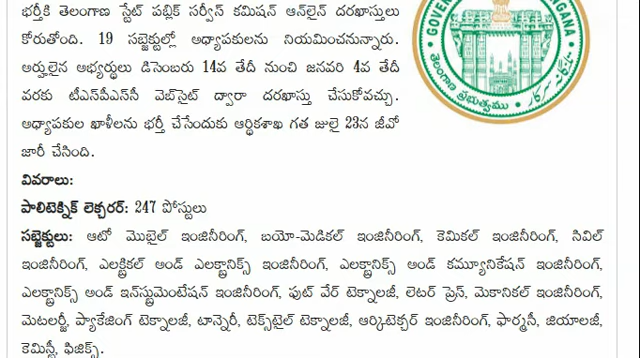 భర్తీకి తెలంగాణ స్టేట్ పబ్లిక్ సర్వీస్ కమిషన్ ఆన్‌లైన్ దరఖాస్తులు
కోరుతోంది. 19 సబ్జెక్టుల్లో అధ్యాపకులను నియమించనున్నారు.
అర్హులైన ఆభ్యర్థులు డిసెంబరు 14వ తేదీ నుంచి జనవరి 4వ తేదీ
వరకు టీఎస్‌పీఎస్‌సీ వెబ్‌సైట్ ద్వారా దరఖాస్తు చేసుకోవచ్చు.
అధ్యాపకుల ఖాళీలను భర్తీ చేసేందుకు ఆర్థికశాఖ గత జులై 23న జీవో
జారీ చేసింది.
తెలంగాణ ప్రభుత్వము
వివరాలు:
పాలిటెక్నిక్ లెక్చరర్: 247 పోస్టులు
సబ్జెక్టులు: ఆటో మొబైల్ ఇంజినీరింగ్, బయో-మెడికల్ ఇంజినీరింగ్, కెమికల్ ఇంజినీరింగ్, సివిల్
ఇంజినీరింగ్, ఎలక్ట్రికల్ అండ్ ఎలక్ట్రానిక్స్ ఇంజినీరింగ్, ఎలక్ట్రానిక్స్ అండ్ కమ్యూనికేషన్ ఇంజినీరింగ్,
ఎలక్ట్రానిక్స్ అండ్ ఇన్‌స్ట్రుమెంటేషన్ ఇంజినీరింగ్, ఫుట్ వేర్ టెక్నాలజీ, లెటర్ ప్రెస్, మెకానికల్ ఇంజినీరింగ్,
మెటలర్జీ, ప్యాకేజింగ్ టెక్నాలజీ, టాన్నెరీ, టెక్స్‌టైల్ టెక్నాలజీ, ఆర్కిటెక్చర్ ఇంజినీరింగ్, ఫార్మసీ, జియాలజీ,
కెమిస్ట్రీ, ఫిజిక్స్.